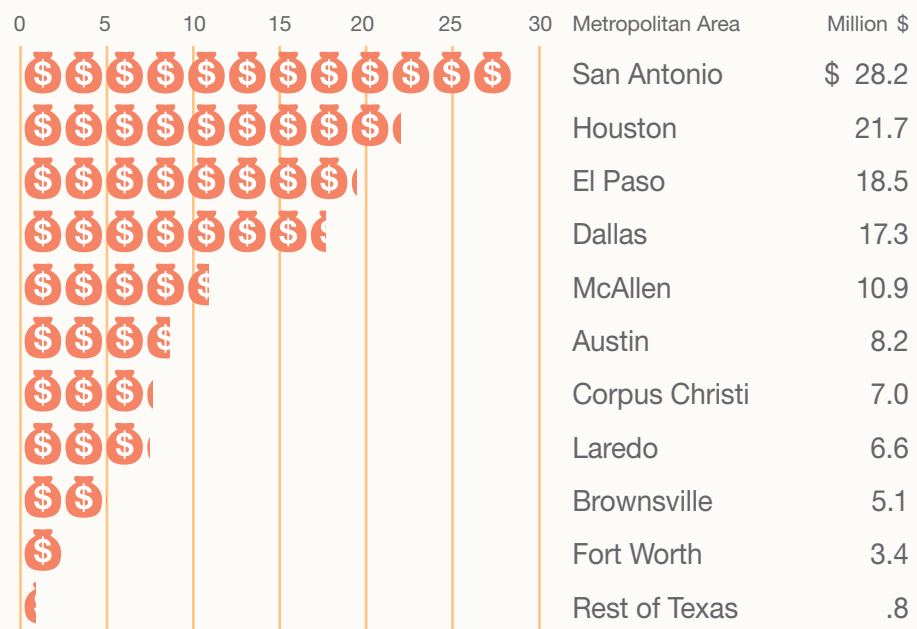 0 5 10 15 20 25 30 Metropolitan Area Million $
San Antonio $ 28.2
Houston 21.7
El Paso 18.5
Dallas 17.3
McAllen 10.9
Austin 8.2
Corpus Christi 7.0
Laredo 6.6
Brownsville 5.1
Fort Worth 3.4
Rest of Texas .8